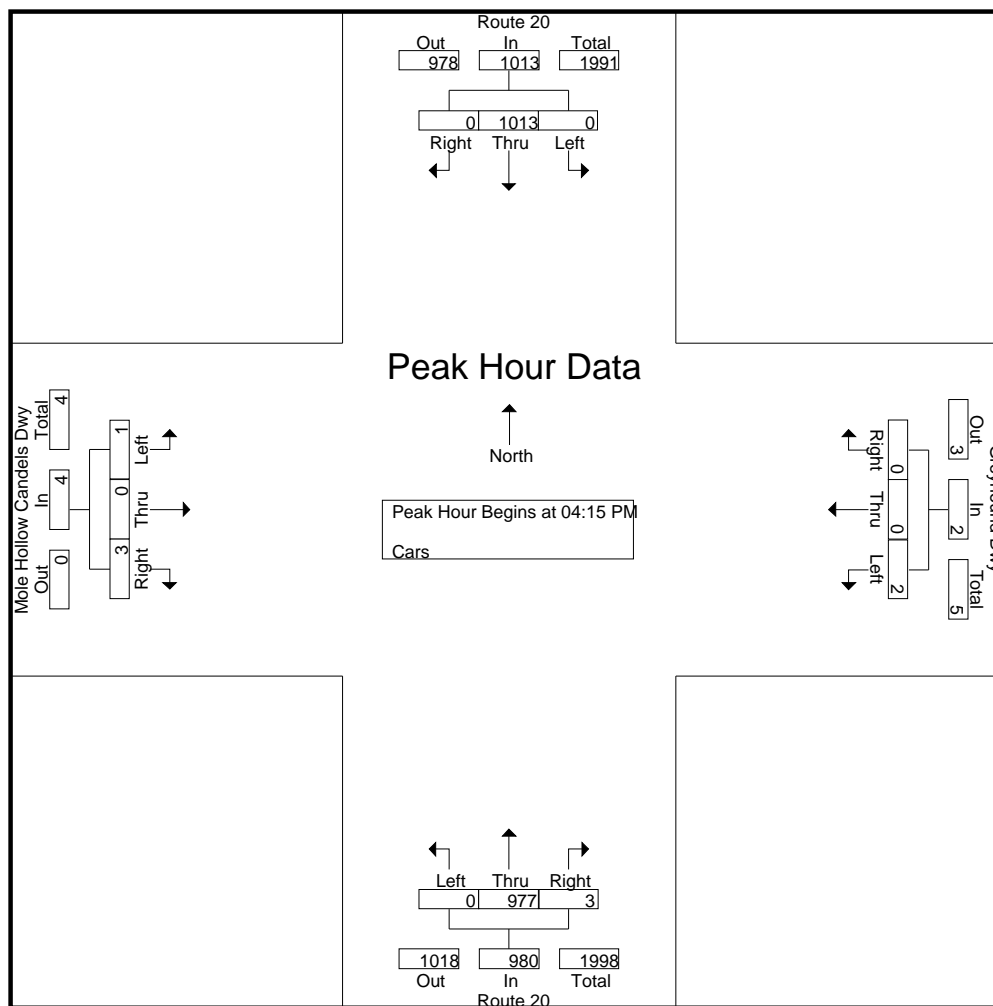 Route 20
Out In Total
978 1013 1991
0 1013 0
Right Thru Left
Peak Hour Data
North
Peak Hour Begins at 04:15 PM
Cars
Mole Hollow Candels Dwy
Out In Total
0 4 4
1 0 3
Left Thru Right
Right Thru Left
0 0 2
Out In Total
3 2 5
Dwy
Left Thru Right
0 977 3
1018 980 1998
Out In Total
Route 20